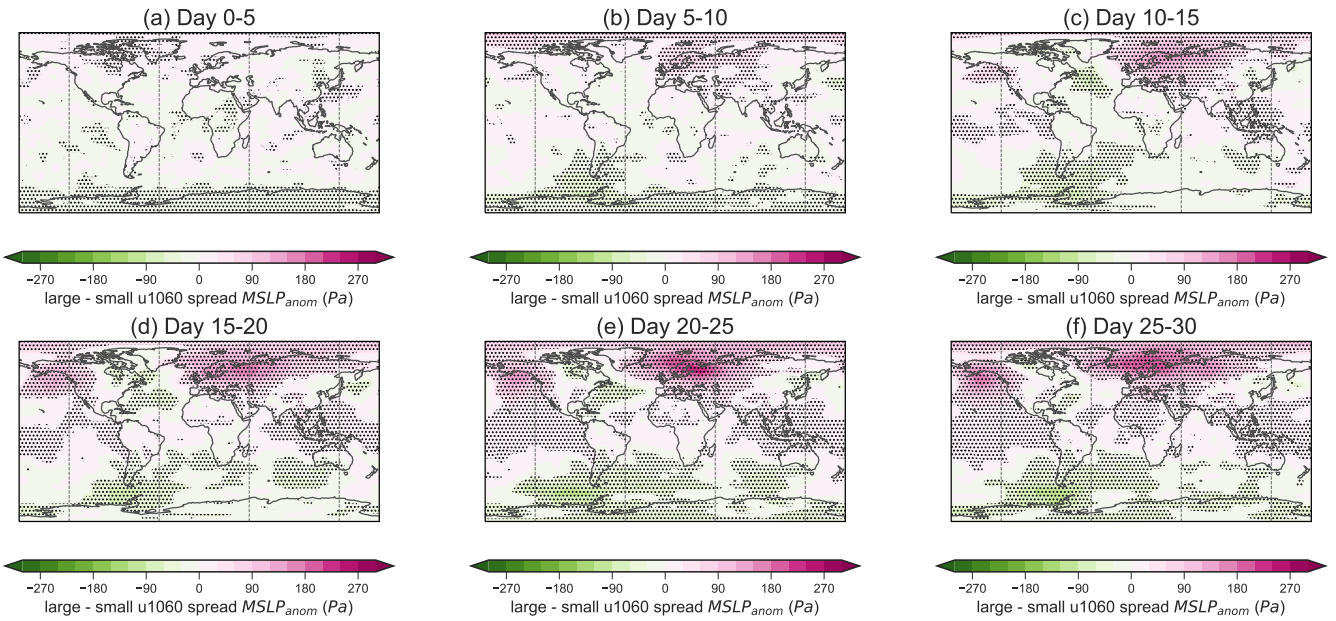 (a) Day 0-5
(b) Day 5-10
(c) Day 10-15
−270 −180 −90 0 90 180 270
−270 −180 −90 0 90 180 270
−270 −180 −90 0 90 180 270
large - small u1060 spread MSLPanom (Pa)
large - small u1060 spread MSLPanom (Pa)
large - small u1060 spread MSLPanom (Pa)
(d) Day 15-20
(e) Day 20-25
(f) Day 25-30
−270 −180 −90 0 90 180 270
−270 −180 −90 0 90 180 270
−270 −180 −90 0 90 180 270
large - small u1060 spread MSLPanom (Pa)
large - small u1060 spread MSLPanom (Pa)
large - small u1060 spread MSLPanom (Pa)